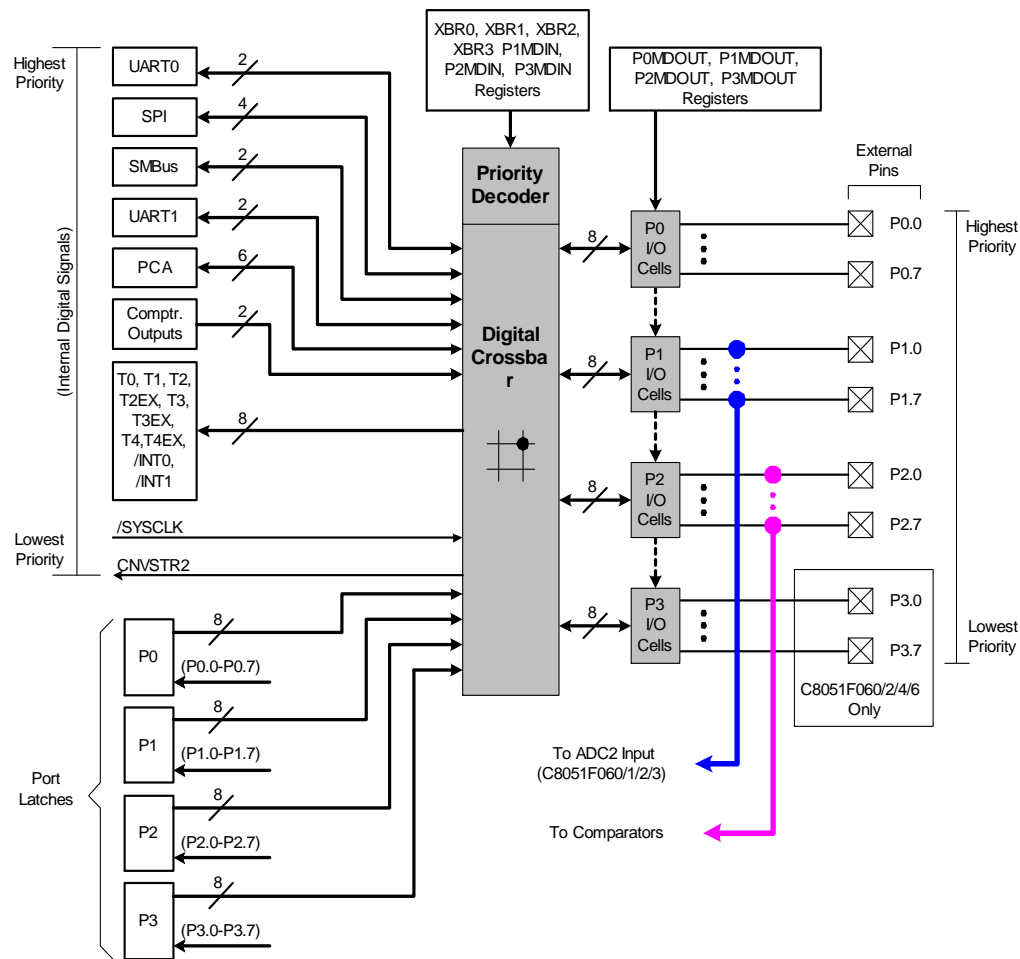 XBR0, XBR1, XBR2,
XBR3 P1MDIN,
P2MDIN, P3MDIN
Registers
P0MDOUT, P1MDOUT,
P2MDOUT, P3MDOUT
Registers
Highest
Priority
UART0
2
SPI
4
SMBus
2
UART1
2
PCA
6
Comptr.
Outputs
2
T0, T1, T2,
T2EX, T3,
T3EX,
T4,T4EX,
/INT0,
/INT1
8
(Internal Digital Signals)
Lowest
Priority
/SYSCLK
CNVSTR2
Priority
Decoder
Digital
Crossba
r
8
P0
I/O
Cells
8
P1
I/O
Cells
8
P2
I/O
Cells
8
P3
I/O
Cells
External
Pins
P0.0
P0.7
P1.0
P1.7
P2.0
P2.7
P3.0
P3.7
C8051F060/2/4/6
Only
Highest
Priority
Lowest
Priority
Port
Latches
P0
8
(P0.0-P0.7)
P1
8
(P1.0-P1.7)
P2
8
(P2.0-P2.7)
P3
8
(P3.0-P3.7)
To ADC2 Input
(C8051F060/1/2/3)
To Comparators